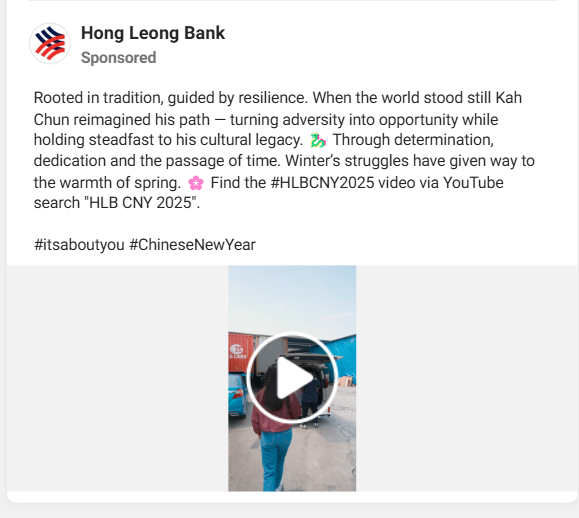 Hong Leong Bank
Sponsored
Rooted in tradition, guided by resilience. When the world stood still Kah
Chun reimagined his path — turning adversity into opportunity while
holding steadfast to his cultural legacy. 🐉 Through determination,
dedication and the passage of time. Winter's struggles have given way to
the warmth of spring. 🌸 Find the #HLBCNY2025 video via YouTube
search "HLB CNY 2025".
#itsaboutyou #ChineseNewYear